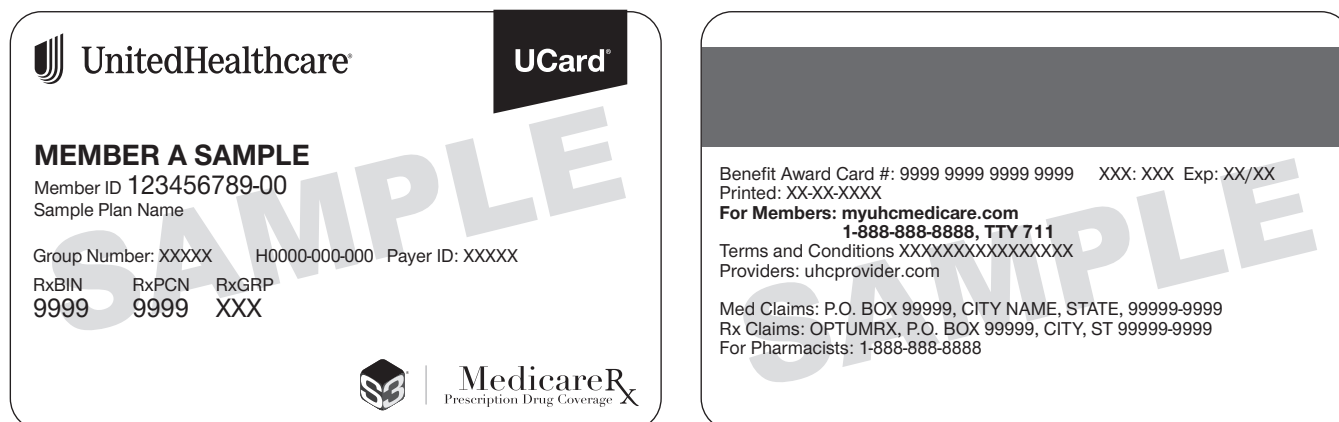 UnitedHealthcare®
UCard®
MEMBER A SAMPLE
Member ID 123456789-00
Sample Plan Name
Group Number: XXXXX H0000-000-000 Payer ID: XXXXX
RxBIN RxPCN RxGRP
9999 9999 XXX
SAMPLE
S3
MedicareRx
Prescription Drug Coverage
Benefit Award Card #: 9999 9999 9999 9999 XXX: XXX Exp: XX/XX
Printed: XX-XX-XXXX
For Members: myuhcmedicare.com
1-888-888-8888, TTY 711
Terms and Conditions XXXXXXXXXXXXXXXX
Providers: uhcprovider.com
Med Claims: P.O. BOX 99999, CITY NAME, STATE, 99999-9999
Rx Claims: OPTUMRX, P.O. BOX 99999, CITY, ST 99999-9999
For Pharmacists: 1-888-888-8888
SAMPLE